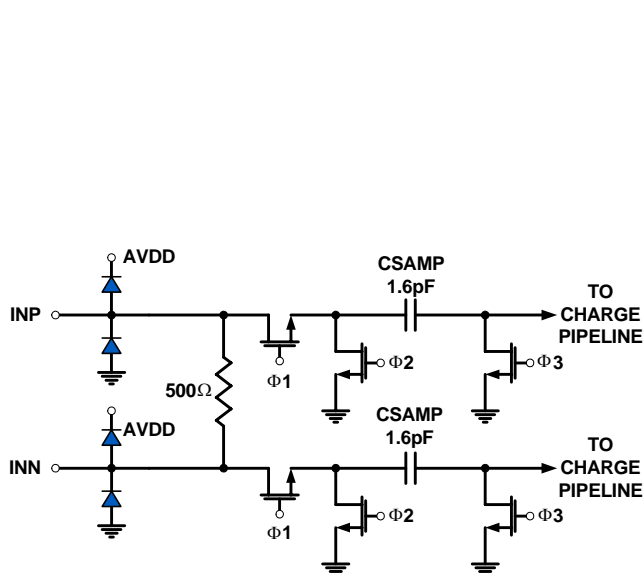 AVDD
CSAMP
1.6pF
TO
CHARGE
PIPELINE
INP
Φ1
Φ2
Φ3
500Ω
AVDD
CSAMP
1.6pF
TO
CHARGE
PIPELINE
INN
Φ1
Φ2
Φ3